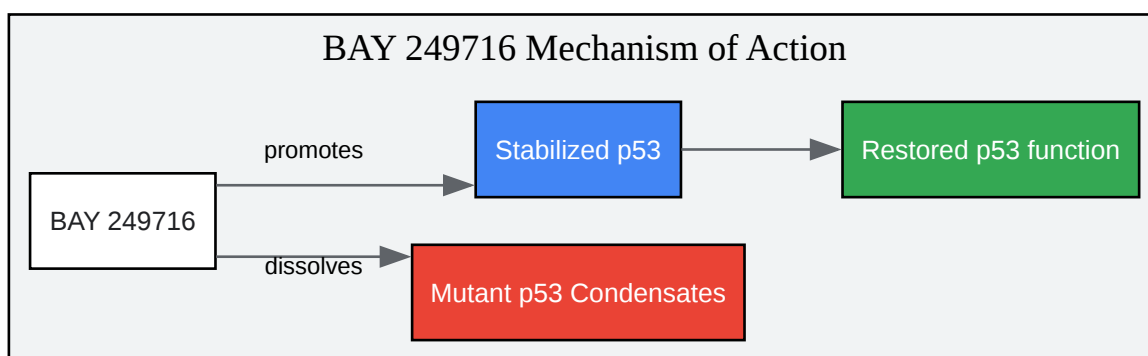 BAY 249716 Mechanism of Action
promotes
Stabilized p53
Restored p53 function
BAY 249716
dissolves
Mutant p53 Condensates